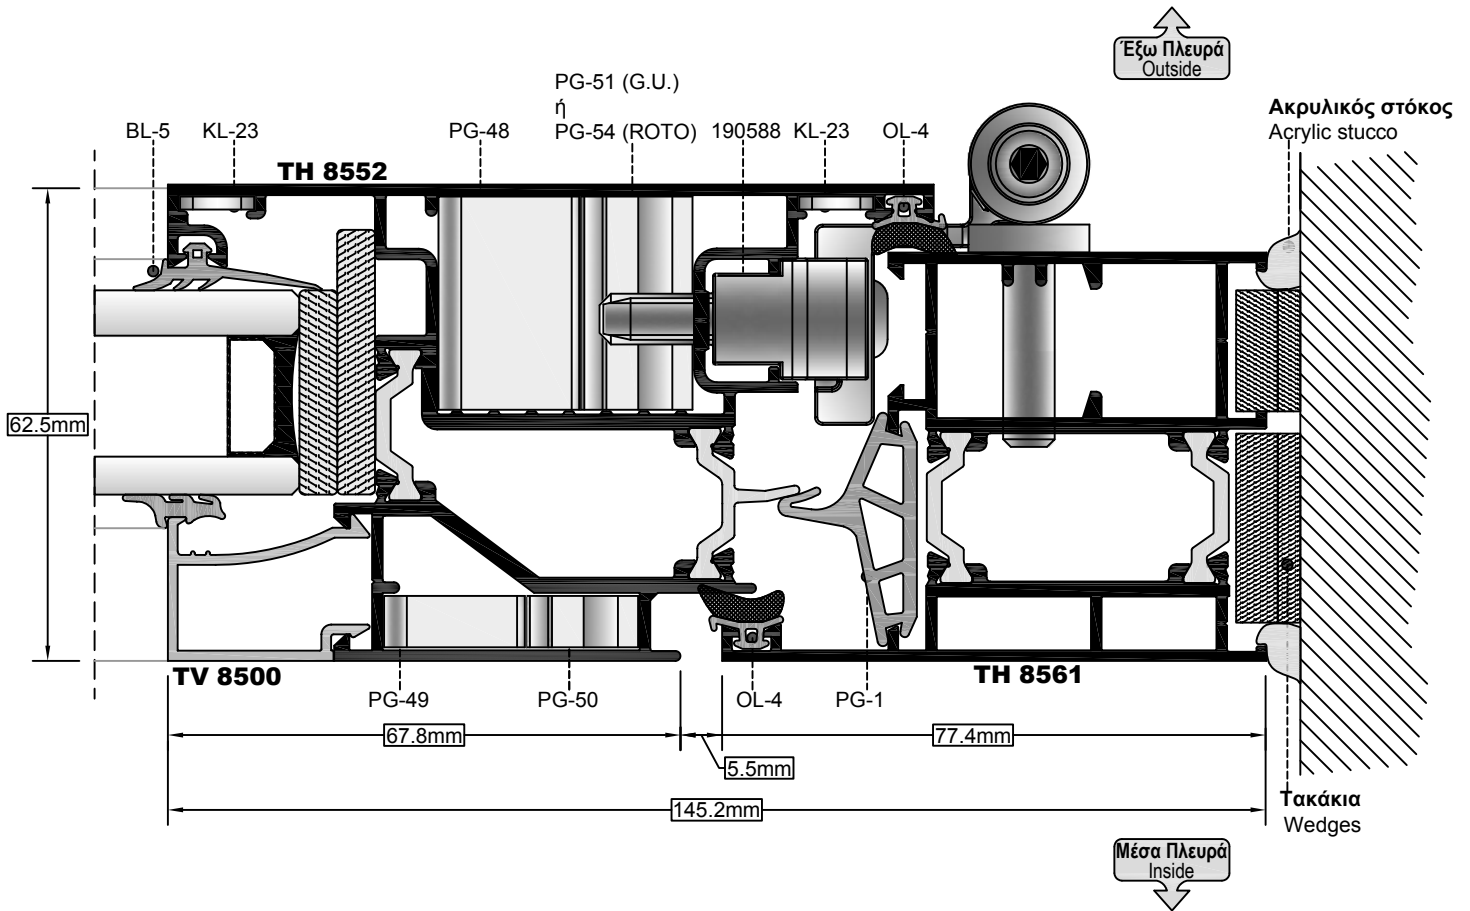 Έξω Πλευρά
Outside
PG-51 (G.U.)
ή
PG-54 (ROTO)
BL-5
KL-23
PG-48
190588
KL-23
OL-4
Ακρυλικός στόκος
Acrylic stucco
TH 8552
62.5mm
TV 8500
TH 8561
PG-49
PG-50
OL-4
PG-1
67.8mm
77.4mm
5.5mm
145.2mm
Τακάκια
Wedges
Μέσα Πλευρά
Inside